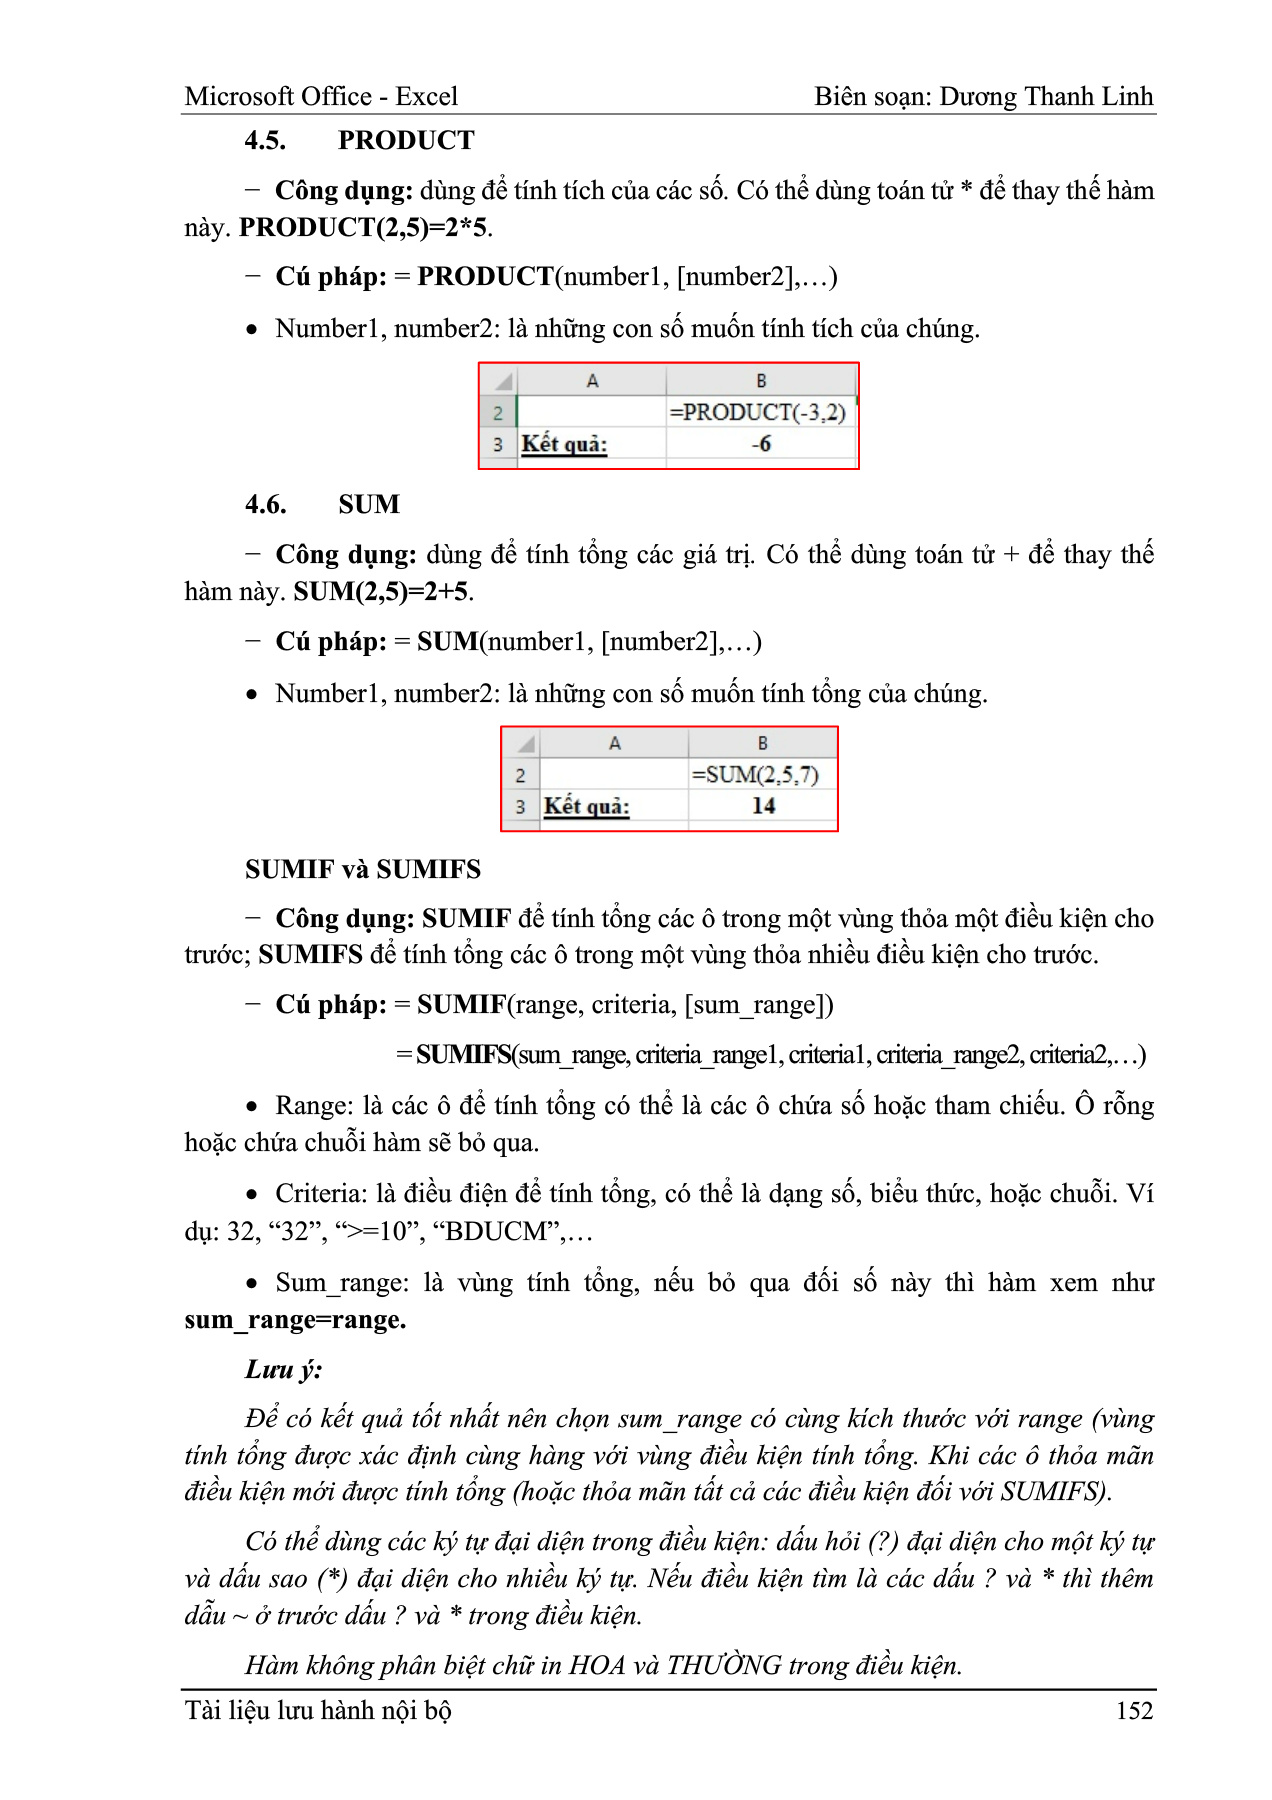 Microsoft Office - Excel Biên soạn: Dương Thanh Linh
4.5. PRODUCT
− Công dụng: dùng để tính tích của các số. Có thể dùng toán tử * để thay thế hàm
này. PRODUCT(2,5)=2*5.
− Cú pháp: = PRODUCT(number1, [number2],…)
• Number1, number2: là những con số muốn tính tích của chúng.
A B
2 =PRODUCT(-3,2)
3 Kết quả: -6
4.6. SUM
− Công dụng: dùng để tính tổng các giá trị. Có thể dùng toán tử + để thay thế
hàm này. SUM(2,5)=2+5.
− Cú pháp: = SUM(number1, [number2],…)
• Number1, number2: là những con số muốn tính tổng của chúng.
A B
2 =SUM(2,5,7)
3 Kết quả: 14
SUMIF và SUMIFS
− Công dụng: SUMIF để tính tổng các ô trong một vùng thỏa một điều kiện cho
trước; SUMIFS để tính tổng các ô trong một vùng thỏa nhiều điều kiện cho trước.
− Cú pháp: = SUMIF(range, criteria, [sum_range])
= SUMIFS(sum_range, criteria_range1, criteria1, criteria_range2, criteria2,…)
• Range: là các ô để tính tổng có thể là các ô chứa số hoặc tham chiếu. Ô rỗng
hoặc chứa chuỗi hàm sẽ bỏ qua.
• Criteria: là điều điện để tính tổng, có thể là dạng số, biểu thức, hoặc chuỗi. Ví
dụ: 32, “32”, “>=10”, “BDUCM”,…
• Sum_range: là vùng tính tổng, nếu bỏ qua đối số này thì hàm xem như
sum_range=range.
Lưu ý:
Để có kết quả tốt nhất nên chọn sum_range có cùng kích thước với range (vùng
tính tổng được xác định cùng hàng với vùng điều kiện tính tổng. Khi các ô thỏa mãn
điều kiện mới được tính tổng (hoặc thỏa mãn tất cả các điều kiện đối với SUMIFS).
Có thể dùng các ký tự đại diện trong điều kiện: dấu hỏi (?) đại diện cho một ký tự
và dấu sao (*) đại diện cho nhiều ký tự. Nếu điều kiện tìm là các dấu ? và * thì thêm
dẫu ~ ở trước dấu ? và * trong điều kiện.
Hàm không phân biệt chữ in HOA và THƯỜNG trong điều kiện.
Tài liệu lưu hành nội bộ 152